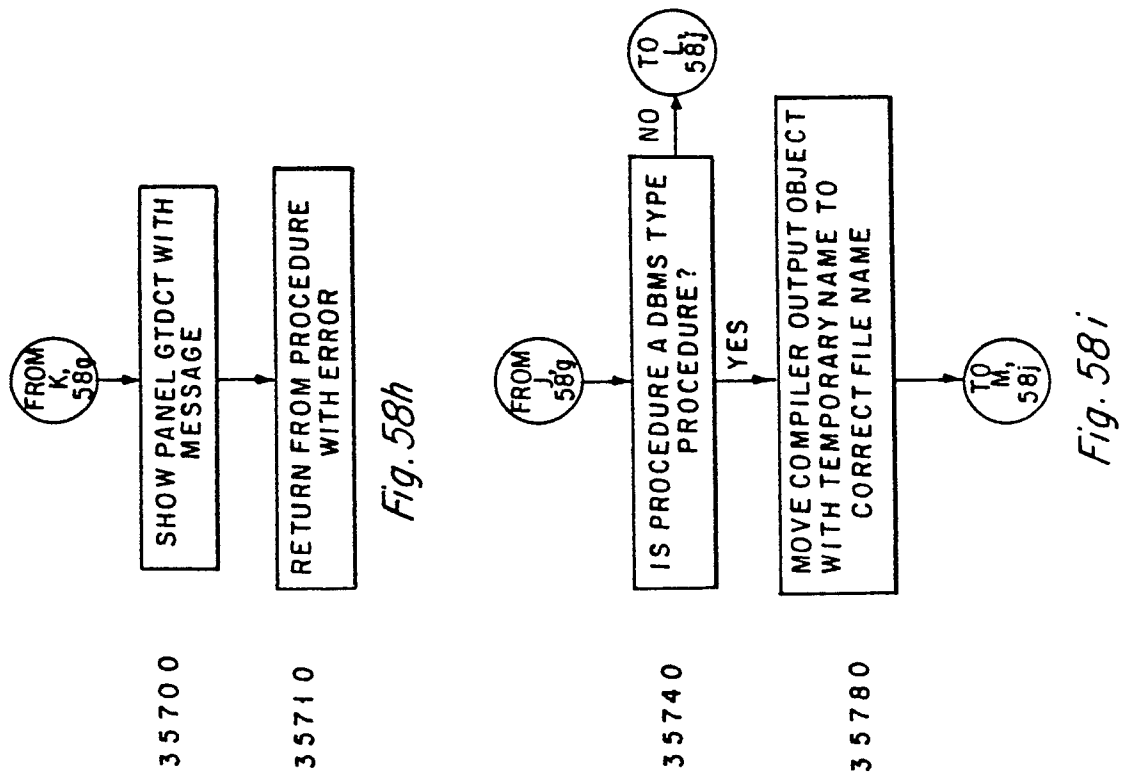 FROM
K,
58g
35700
SHOW PANEL GTDCT WITH
MESSAGE
35710
RETURN FROM PROCEDURE
WITH ERROR
Fig. 58h
FROM
J,
58g
35740
IS PROCEDURE A DBMS TYPE
PROCEDURE?
NO
TO
L,
58j
YES
35780
MOVE COMPILER OUTPUT OBJECT
WITH TEMPORARY NAME TO
CORRECT FILE NAME
TO
M,
58j
Fig. 58i